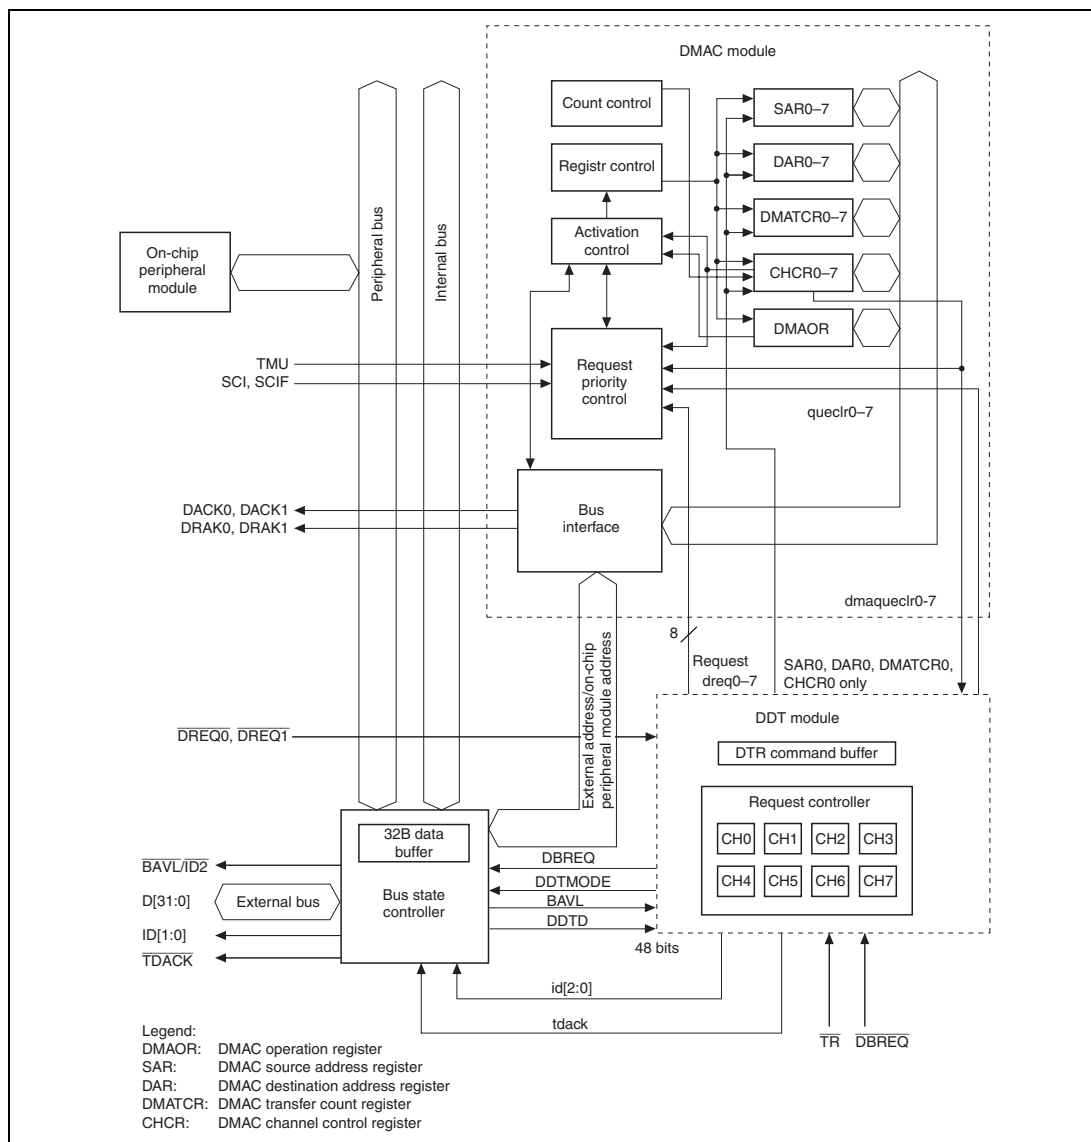 DMAC module
Count control
SAR0–7
Registr control
DAR0–7
Activation
control
DMATCR0–7
On-chip
peripheral
module
Peripheral bus
Internal bus
CHCR0–7
DMAOR
TMU
SCI, SCIF
Request
priority
control
queclr0–7
DACK0, DACK1
DRAK0, DRAK1
Bus
interface
dmaqueclr0-7
8
Request
dreq0–7
SAR0, DAR0, DMATCR0,
CHCR0 only
External address/on-chip
peripheral module address
DREQ0, DREQ1
DDT module
DTR command buffer
Request controller
CH0 CH1 CH2 CH3
CH4 CH5 CH6 CH7
32B data
buffer
Bus state
controller
BAVL/ID2
D[31:0]
External bus
ID[1:0]
TDACK
DBREQ
DDTMODE
BAVL
DDTD
48 bits
id[2:0]
tdack
TR
DBREQ
Legend:
DMAOR: DMAC operation register
SAR: DMAC source address register
DAR: DMAC destination address register
DMATCR: DMAC transfer count register
CHCR: DMAC channel control register